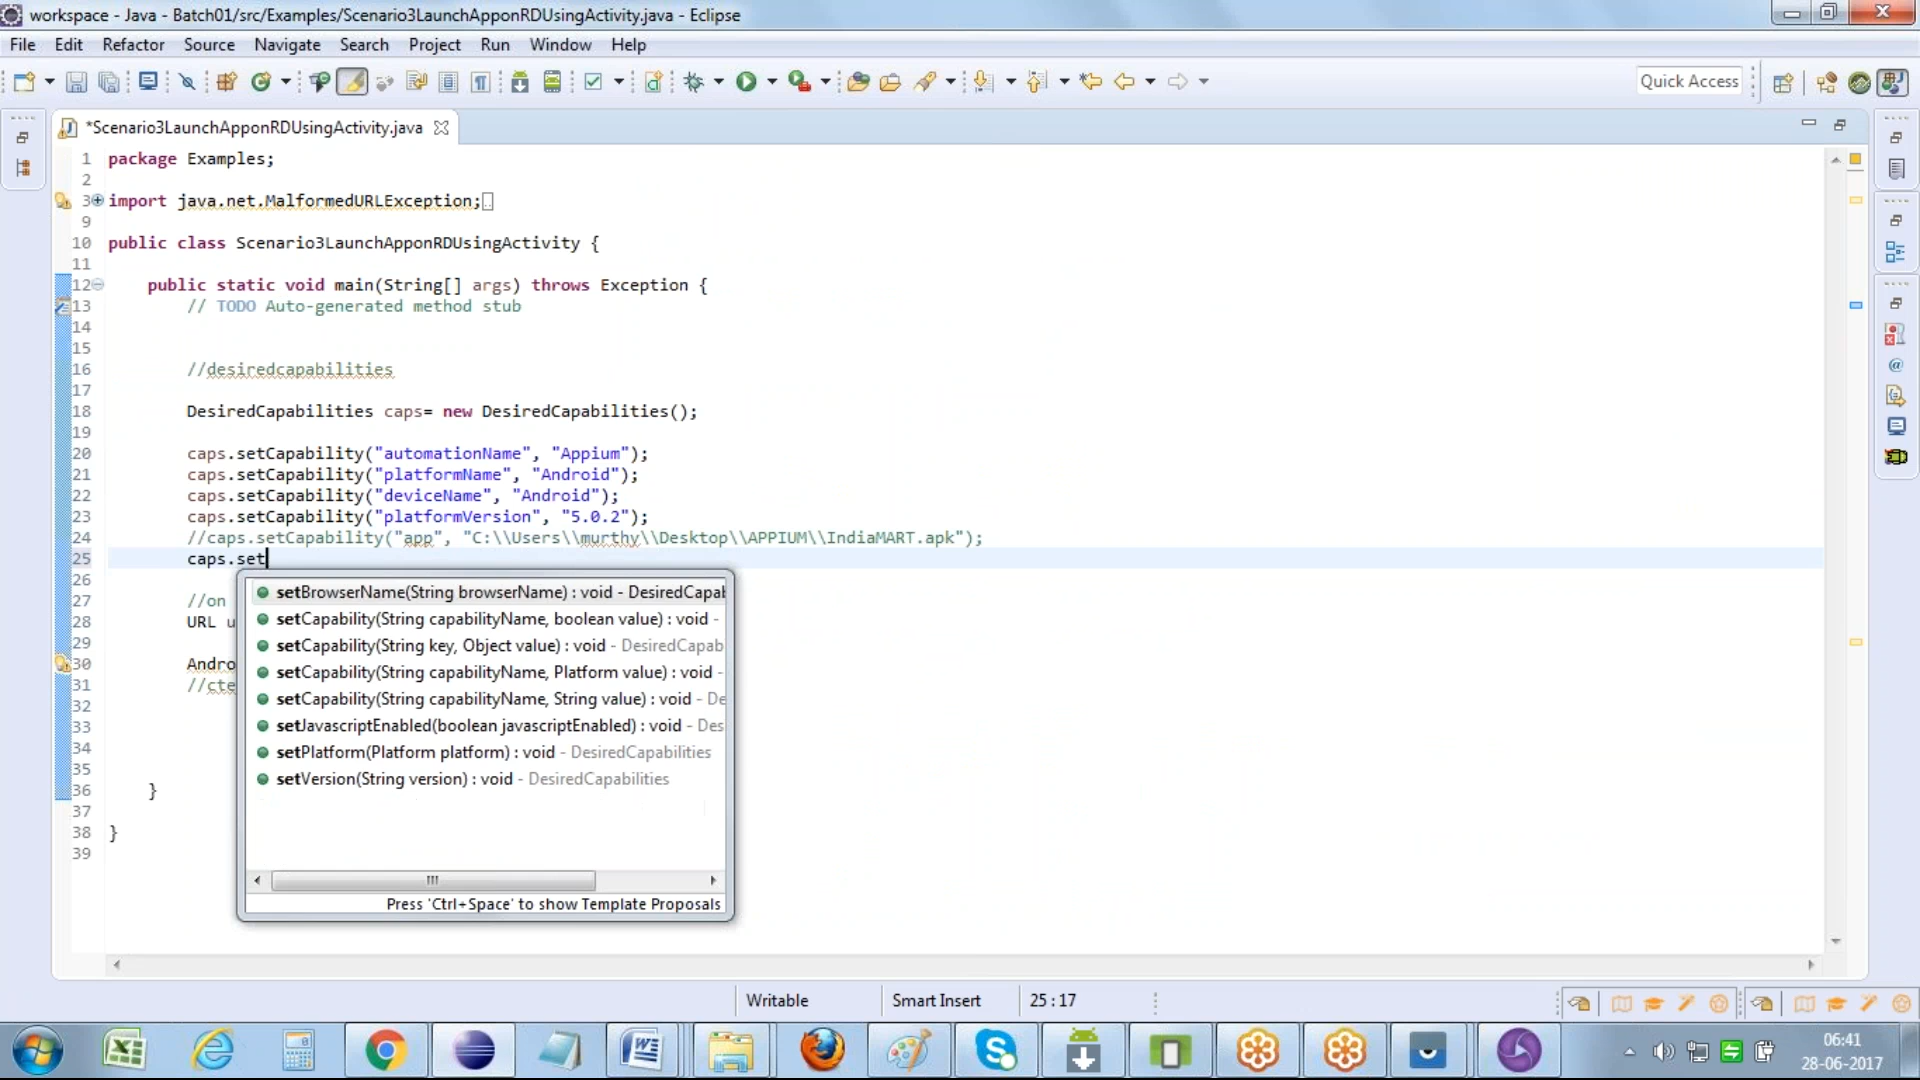 workspace - Java - Batch01/src/Examples/Scenario3LaunchApponRDUsingActivity.java - Eclipse
File Edit Refactor Source Navigate Search Project Run Window Help
Quick Access
*Scenario3LaunchApponRDUsingActivity.java
1 package Examples;
2
3 import java.net.MalformedURLException;
9
10 public class Scenario3LaunchApponRDUsingActivity {
11
12 public static void main(String[] args) throws Exception {
13 // TODO Auto-generated method stub
14
15
16 //desiredcapabilities
17
18 DesiredCapabilities caps= new DesiredCapabilities();
19
20 caps.setCapability("automationName", "Appium");
21 caps.setCapability("platformName", "Android");
22 caps.setCapability("deviceName", "Android");
23 caps.setCapability("platformVersion", "5.0.2");
24 //caps.setCapability("app", "C:\\Users\\murthy\\Desktop\\APPIUM\\IndiaMART.apk");
25 caps.set
26
27 //on
28 URL u
29
30 Andro
31 //cte
32
33
34
35
36 }
37
38 }
39
setBrowserName(String browserName) : void - DesiredCapab
setCapability(String capabilityName, boolean value) : void -
setCapability(String key, Object value) : void - DesiredCapab
setCapability(String capabilityName, Platform value) : void -
setCapability(String capabilityName, String value) : void - De
setJavascriptEnabled(boolean javascriptEnabled) : void - Des
setPlatform(Platform platform) : void - DesiredCapabilities
setVersion(String version) : void - DesiredCapabilities
Press 'Ctrl+Space' to show Template Proposals
Writable Smart Insert 25 : 17
06:41
28-06-2017